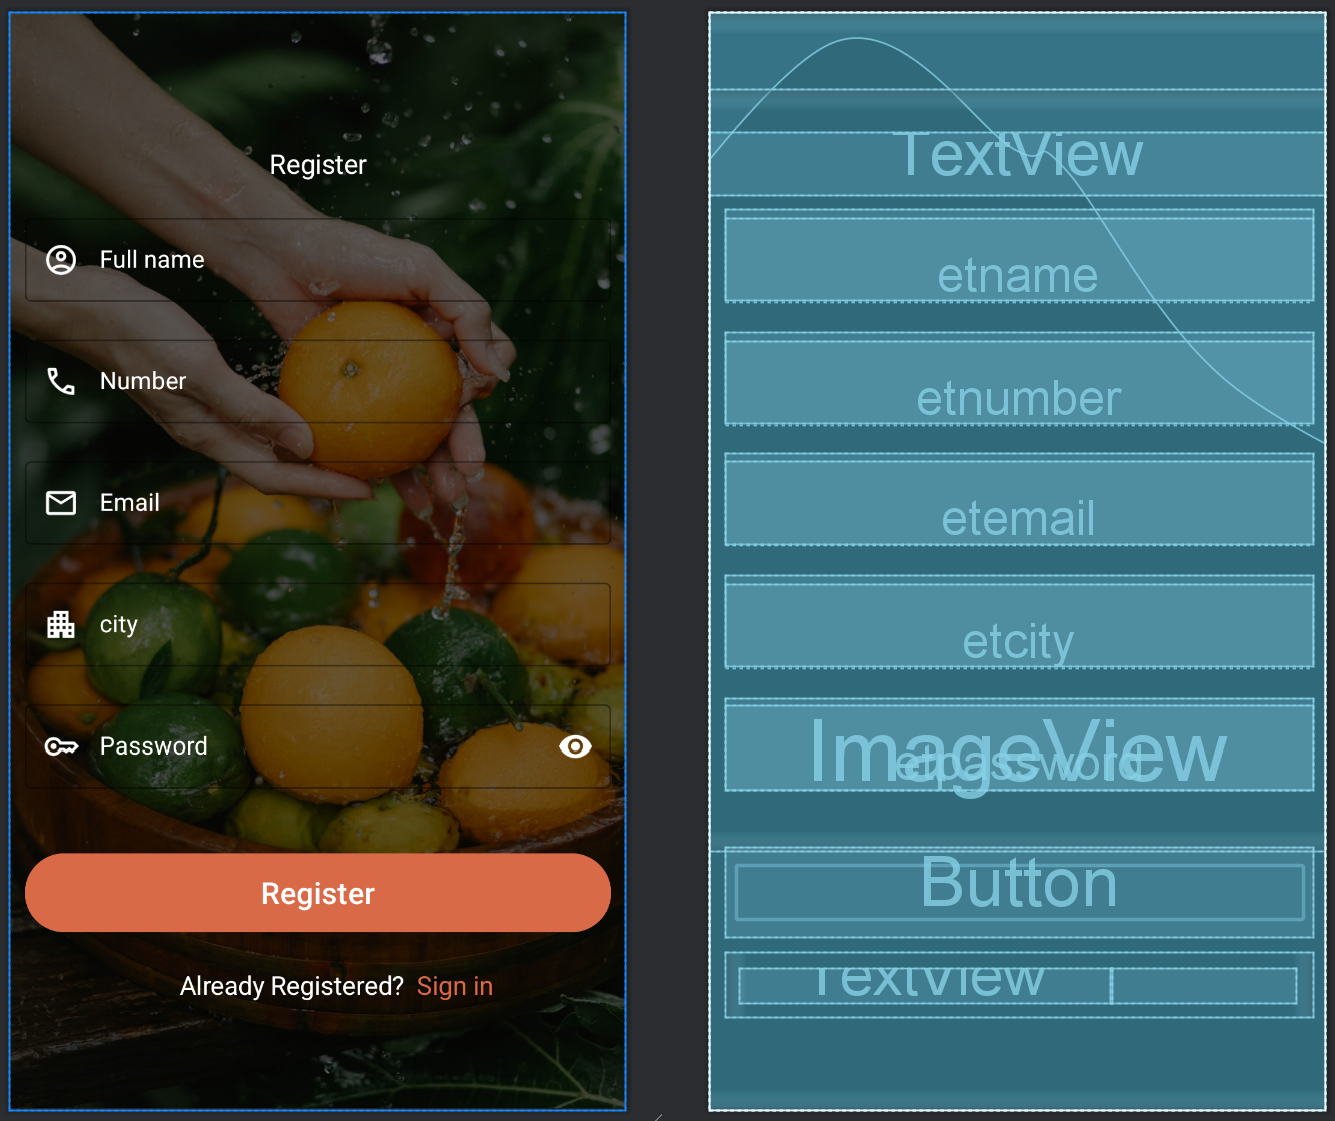 Register
Full name
Number
Email
city
Password
Register
Already Registered? Sign in
TextView
etname
etnumber
etemail
etcity
ImageView
etpassword
Button
TextView